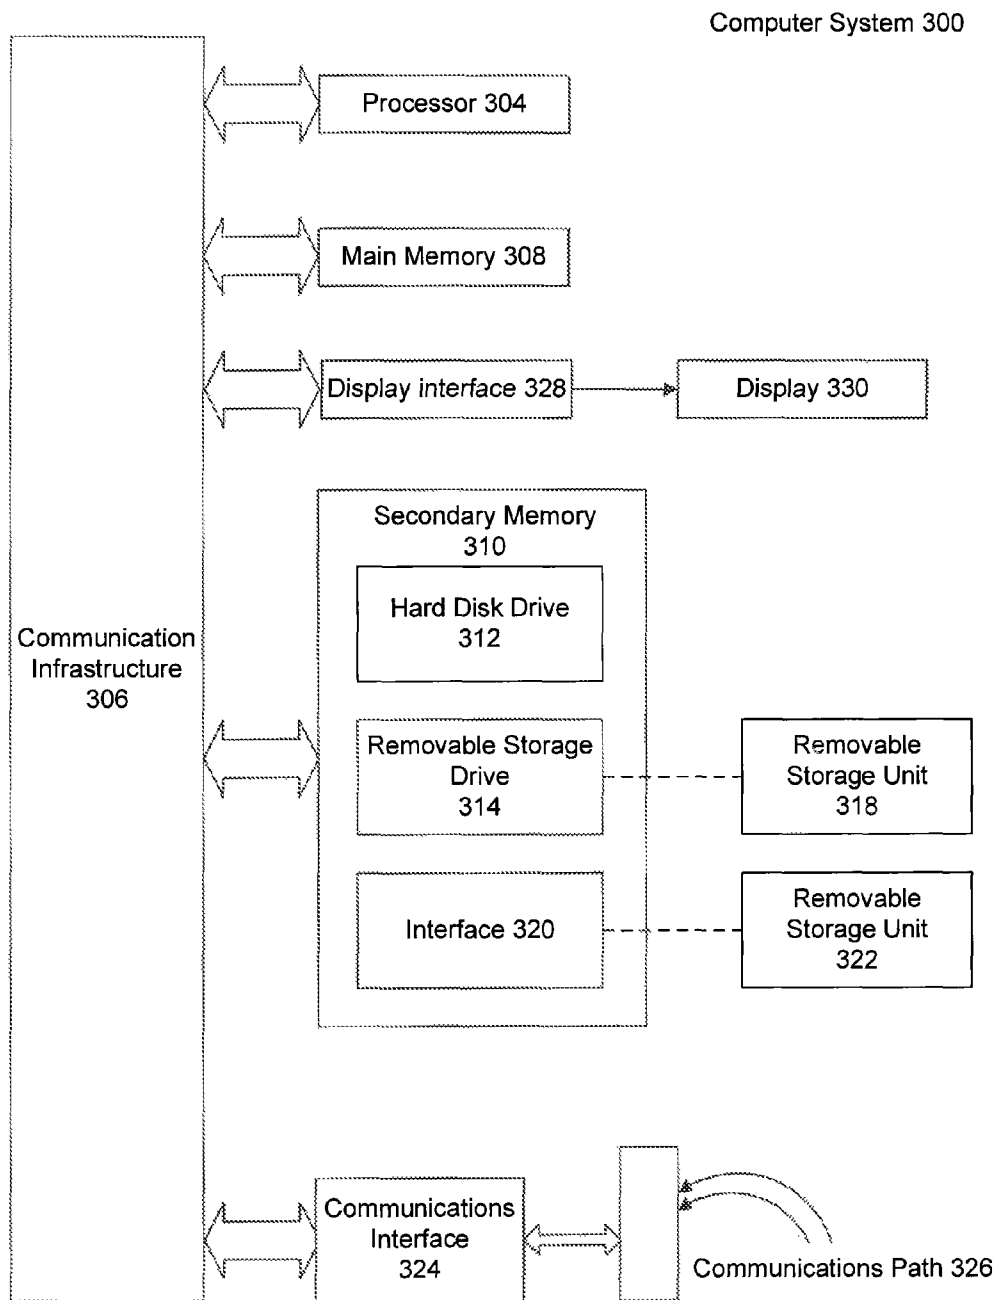 Computer System 300
Processor 304
Main Memory 308
Display interface 328
Display 330
Secondary Memory
310
Hard Disk Drive
312
Communication
Infrastructure
306
Removable Storage
Drive
314
Removable
Storage Unit
318
Interface 320
Removable
Storage Unit
322
Communications
Interface
324
Communications Path 326